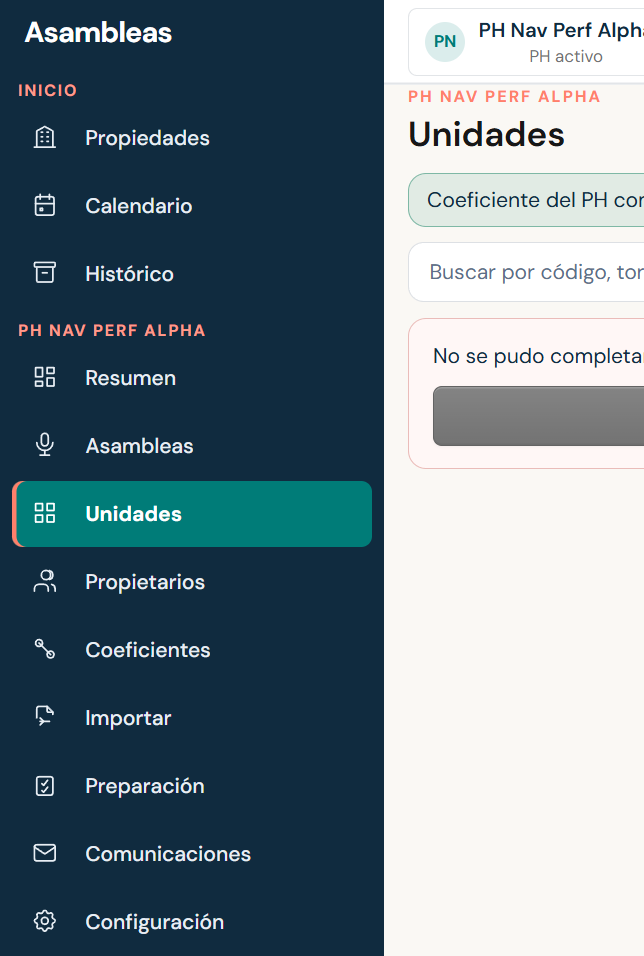 Asambleas
INICIO
Propiedades
Calendario
Histórico
PH NAV PERF ALPHA
Resumen
Asambleas
Unidades
Propietarios
Coeficientes
Importar
Preparación
Comunicaciones
Configuración
PN
PH Nav Perf Alph
PH activo
PH NAV PERF ALPHA
Unidades
Coeficiente del PH cor
Buscar por código, tor
No se pudo completa